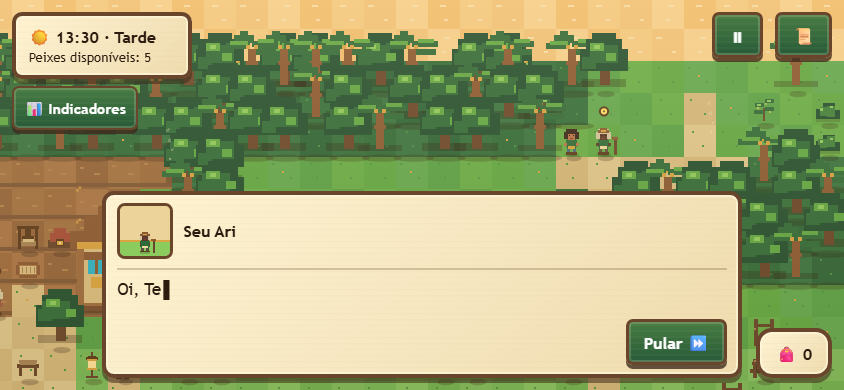 13:30 · Tarde
Peixes disponíveis: 5
Indicadores
Seu Ari
Oi, Te
Pular
0